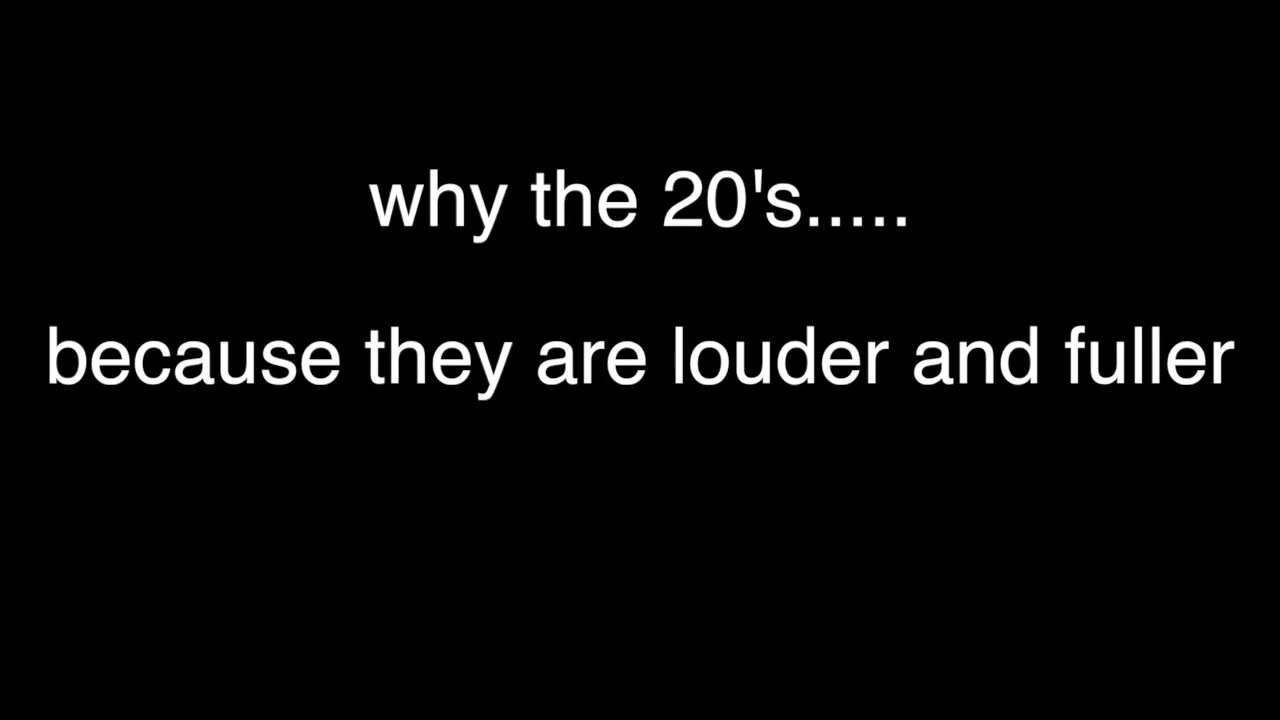 why the 20's.....
because they are louder and fuller